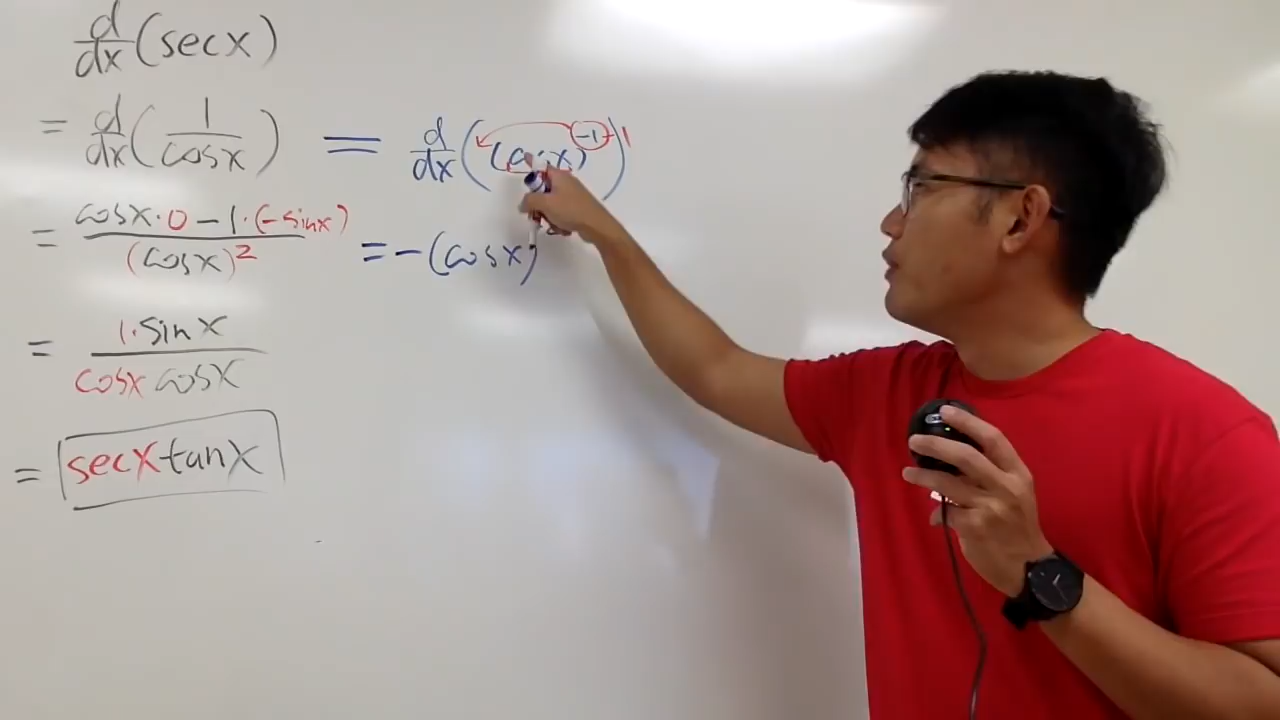 d/dx (secx)
= d/dx (1/cosx) = d/dx ((cosx)^-1) -1
= cosx·0 - 1·(-sinx) / (cosx)^2 = -(cosx)
= 1·sinx / cosx cosx
= secx tanx